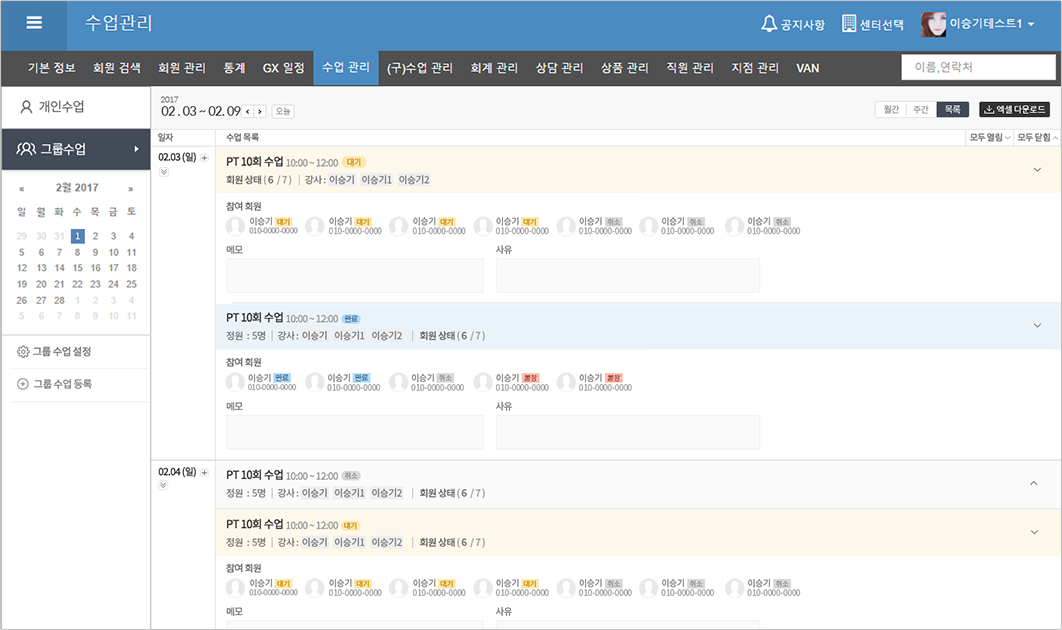 수업관리
공지사항 센터선택 이승기테스트1
기본 정보 회원 검색 회원 관리 통계 GX 일정 수업 관리 (구)수업 관리 회계 관리 상담 관리 상품 관리 직원 관리 지점 관리 VAN 이름,연락처
개인수업
그룹수업
« 2월 2017 »
일 월 화 수 목 금 토
29 30 31 1 2 3 4
5 6 7 8 9 10 11
12 13 14 15 16 17 18
19 20 21 22 23 24 25
26 27 28 1 2 3 4
5 6 7 8 9 10 11
그룹 수업 설정
그룹 수업 등록
2017
02. 03 ~ 02. 09 < > 오늘
월간 주간 목록 엑셀 다운로드
일자 수업 목록 모두 열림 모두 닫힘
02.03 (일) +
PT 10회 수업 10:00 ~ 12:00 대기
회원 상태 ( 6 / 7 ) | 강사 : 이승기 이승기1 이승기2
참여 회원
이승기 대기 이승기 대기 이승기 대기 이승기 대기 이승기 취소 이승기 취소 이승기 취소
010-0000-0000 010-0000-0000 010-0000-0000 010-0000-0000 010-0000-0000 010-0000-0000 010-0000-0000
메모 사유
PT 10회 수업 10:00 ~ 12:00 완료
정원 : 5명 | 강사 : 이승기 이승기1 이승기2 | 회원 상태 ( 6 / 7 )
참여 회원
이승기 완료 이승기 완료 이승기 취소 이승기 불참 이승기 불참
010-0000-0000 010-0000-0000 010-0000-0000 010-0000-0000 010-0000-0000
메모 사유
02.04 (일) +
PT 10회 수업 10:00 ~ 12:00 취소
정원 : 5명 | 강사 : 이승기 이승기1 이승기2 | 회원 상태 ( 6 / 7 )
PT 10회 수업 10:00 ~ 12:00 대기
정원 : 5명 | 강사 : 이승기 이승기1 이승기2 | 회원 상태 ( 6 / 7 )
참여 회원
이승기 대기 이승기 대기 이승기 대기 이승기 대기 이승기 취소 이승기 취소 이승기 취소
010-0000-0000 010-0000-0000 010-0000-0000 010-0000-0000 010-0000-0000 010-0000-0000 010-0000-0000
메모 사유